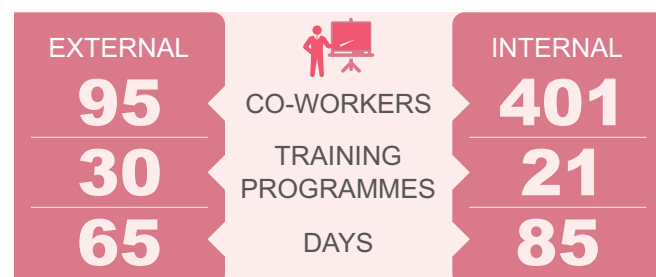 EXTERNAL
INTERNAL
95
CO-WORKERS
401
30
TRAINING
PROGRAMMES
21
65
DAYS
85